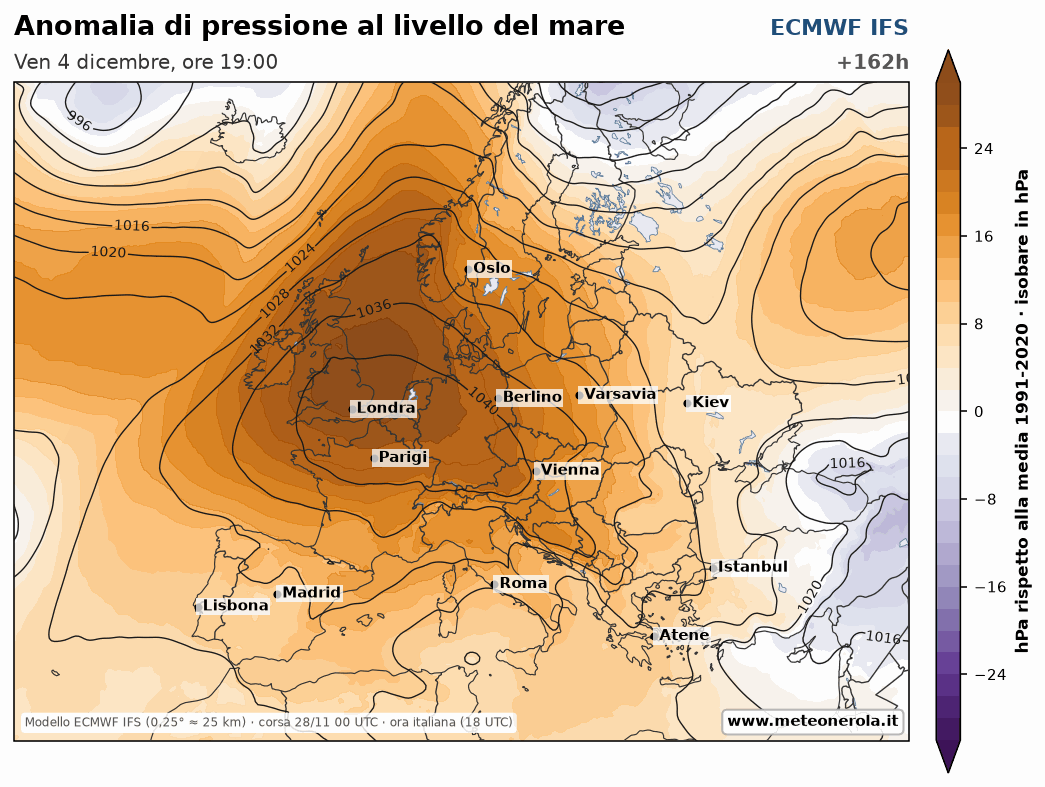 Anomalia di pressione al livello del mare
ECMWF IFS
Ven 4 dicembre, ore 19:00
+162h
996
1016
1020
1024
1028
1032
1036
1040
Oslo
Londra
Berlino
Varsavia
Kiev
Parigi
Vienna
1016
Istanbul
Roma
Madrid
Lisbona
1020
Atene
1016
24
16
8
0
−8
−16
−24
hPa rispetto alla media 1991-2020 · isobare in hPa
Modello ECMWF IFS (0,25° ≈ 25 km) · corsa 28/11 00 UTC · ora italiana (18 UTC)
www.meteonerola.it